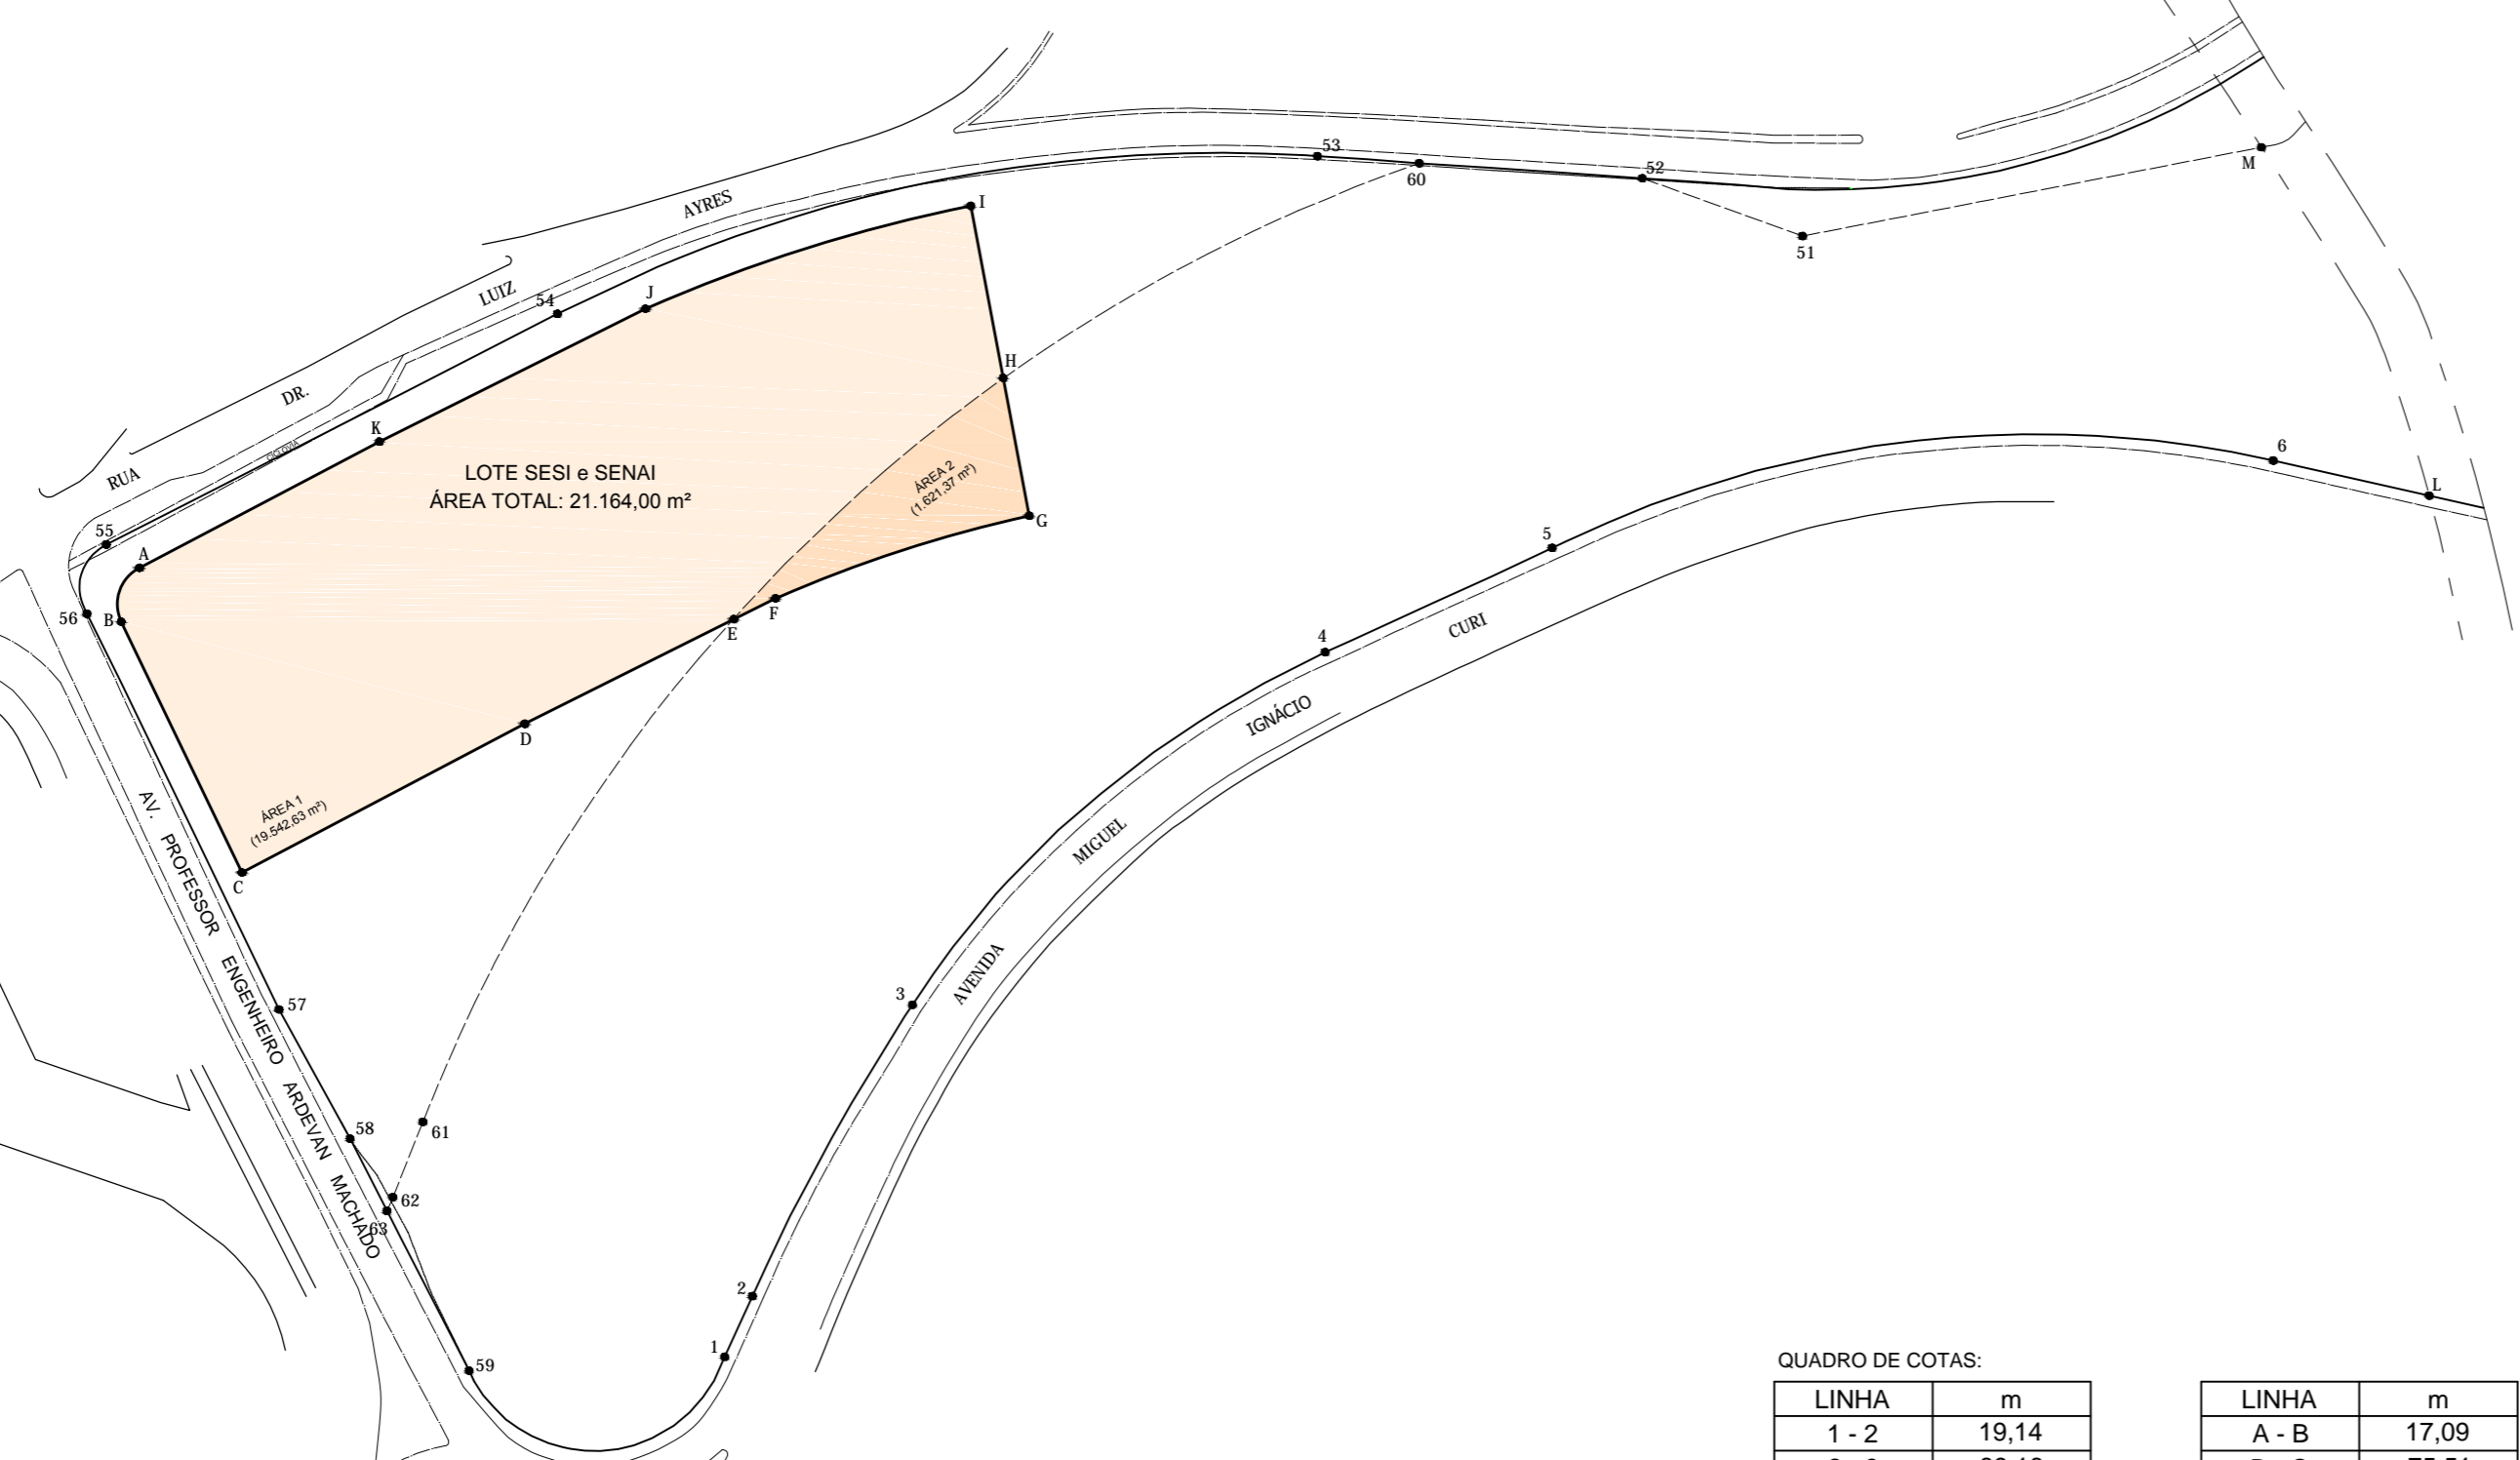 AYRES
LUIZ
DR.
RUA
CICLOVIA
53
60
52
51
M
I
J
54
H
K
LOTE SESI e SENAI
ÁREA TOTAL: 21.164,00 m²
ÁREA 2
(1.621,37 m²)
G
55
A
56
B
F
E
D
ÁREA 1
(19.542,63 m²)
C
6
L
5
4
CURI
IGNÁCIO
MIGUEL
AVENIDA
3
AV. PROFESSOR ENGENHEIRO ARDEVAN MACHADO
57
58
61
62
63
59
2
1
QUADRO DE COTAS:
LINHA m
1 - 2 19,14
LINHA m
A - B 17,09